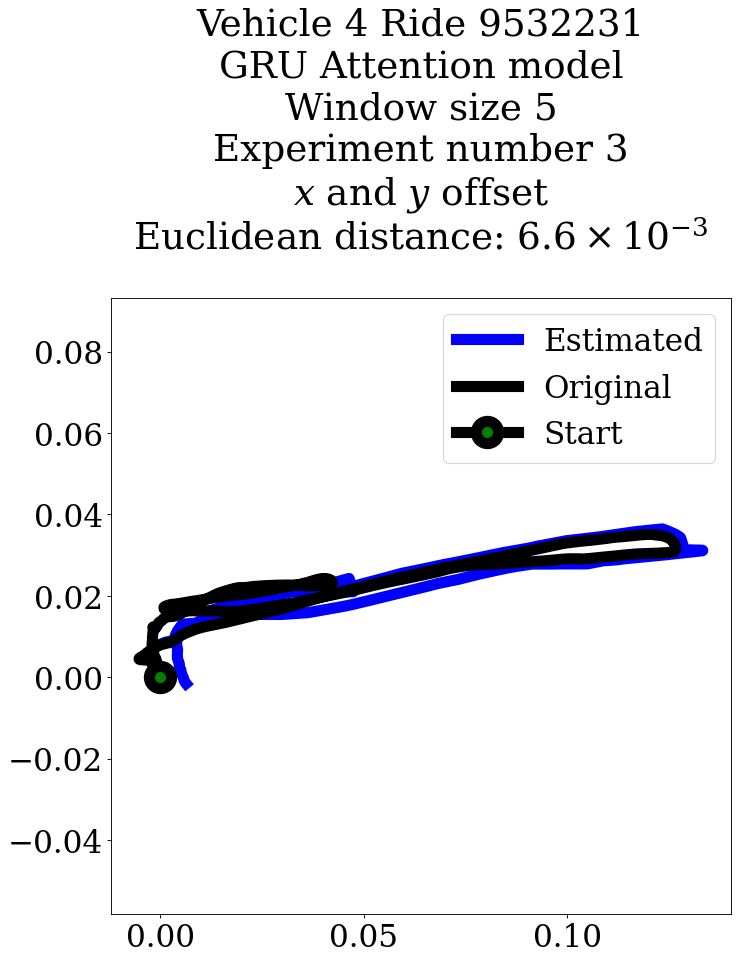 Vehicle 4 Ride 9532231
GRU Attention model
Window size 5
Experiment number 3
x and y offset
Euclidean distance: 6.6 × 10⁻³
Estimated
Original
Start
0.08
0.06
0.04
0.02
0.00
−0.02
−0.04
0.00 0.05 0.10